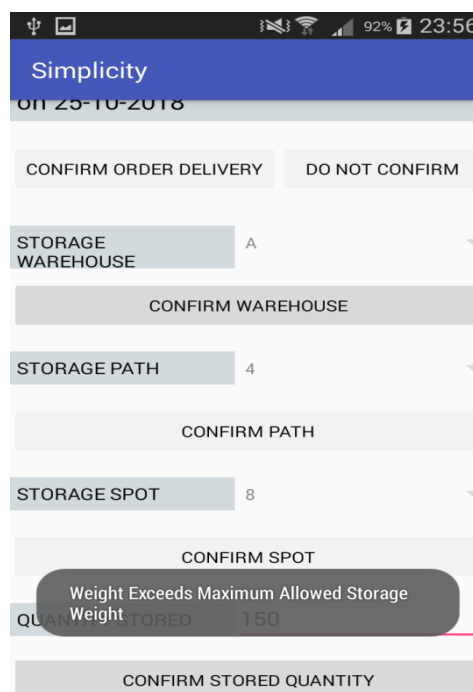 92% 23:56
Simplicity
on 25-10-2018
CONFIRM ORDER DELIVERY DO NOT CONFIRM
STORAGE A
WAREHOUSE
CONFIRM WAREHOUSE
STORAGE PATH 4
CONFIRM PATH
STORAGE SPOT 8
CONFIRM SPOT
Weight Exceeds Maximum Allowed Storage
Weight
QUANTITY STORED 150
CONFIRM STORED QUANTITY